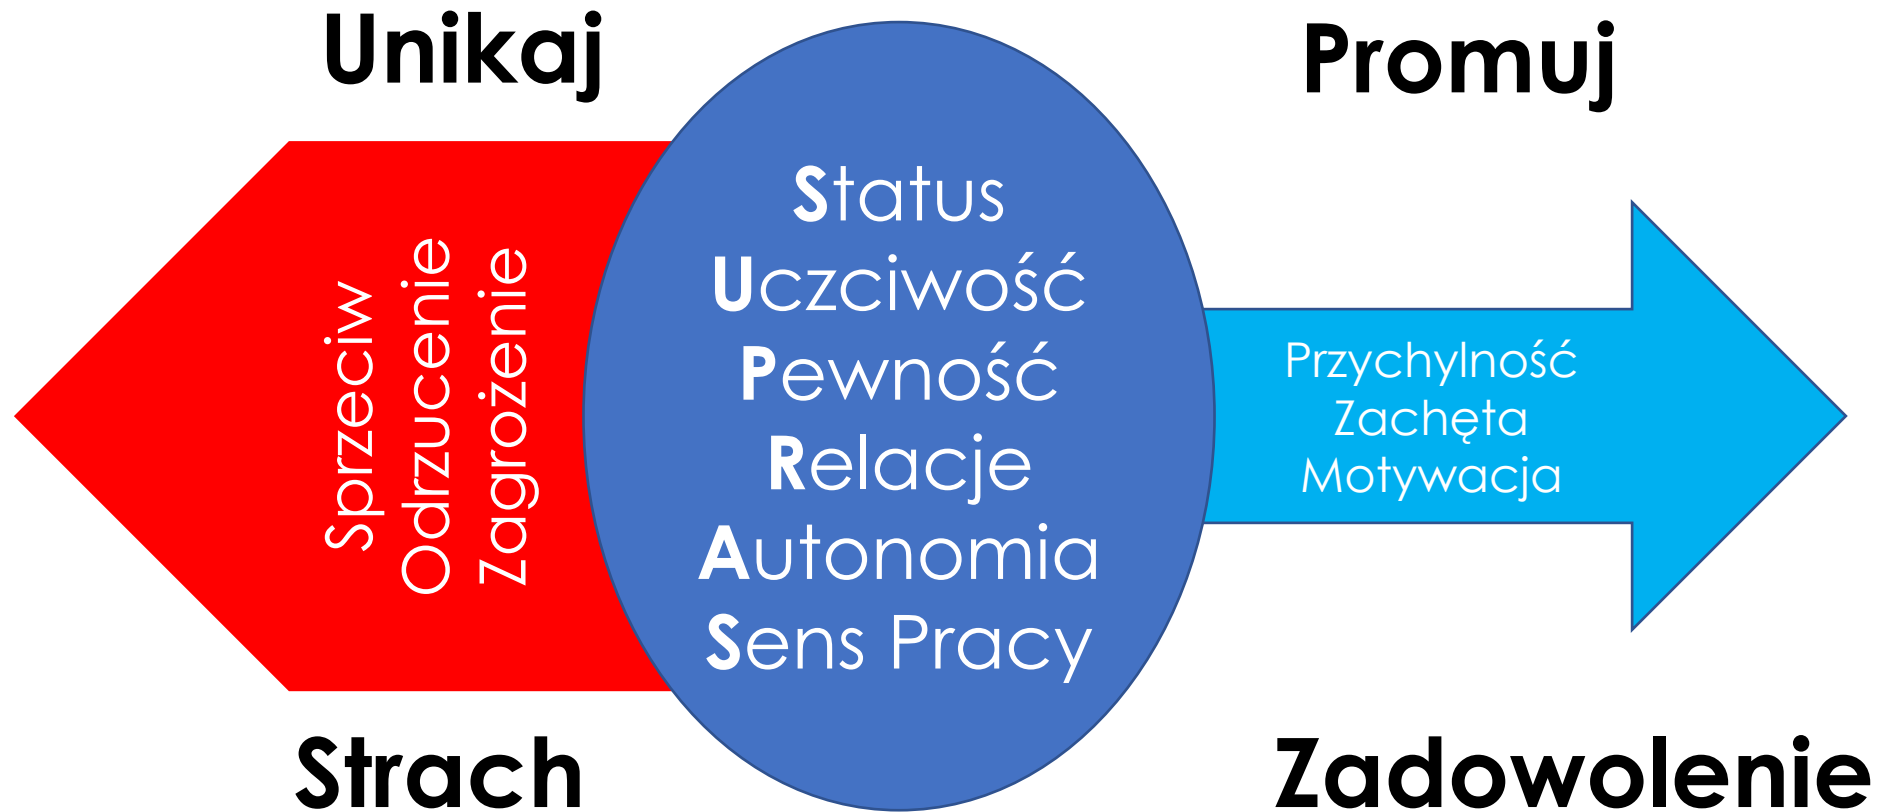 Unikaj
Promuj
Sprzeciw
Odrzucenie
Zagrożenie
Status
Uczciwość
Pewność
Relacje
Autonomia
Sens Pracy
Przychylność
Zachęta
Motywacja
Strach
Zadowolenie